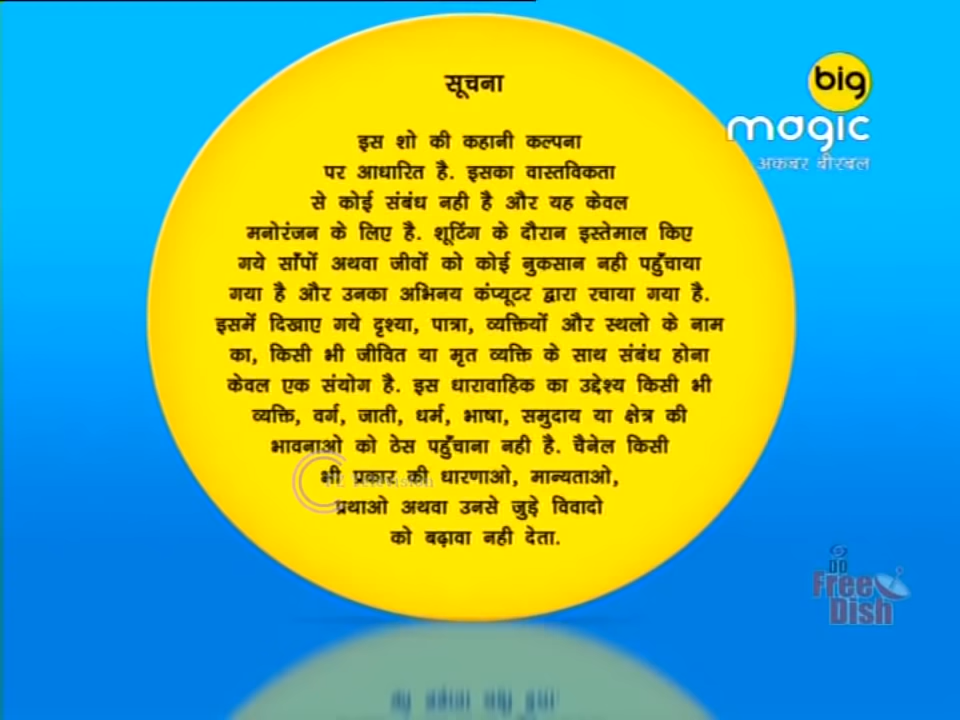 सूचना
इस शो की कहानी कल्पना
पर आधारित है. इसका वास्तविकता
से कोई संबंध नही है और यह केवल
मनोरंजन के लिए है. शूटिंग के दौरान इस्तेमाल किए
गये साँपों अथवा जीवों को कोई नुकसान नही पहुँचाया
गया है और उनका अभिनय कंप्यूटर द्वारा रचाया गया है.
इसमें दिखाए गये दृश्या, पात्रा, व्यक्तियों और स्थलो के नाम
का, किसी भी जीवित या मृत व्यक्ति के साथ संबंध होना
केवल एक संयोग है. इस धारावाहिक का उद्देश्य किसी भी
व्यक्ति, वर्ग, जाती, धर्म, भाषा, समुदाय या क्षेत्र की
भावनाओ को ठेस पहुँचाना नही है. चैनेल किसी
भी प्रकार की धारणाओ, मान्यताओ,
प्रथाओ अथवा उनसे जुड़े विवादो
को बढ़ावा नही देता.
big
magic
अकबर बीरबल
Television
DD
Free
Dish